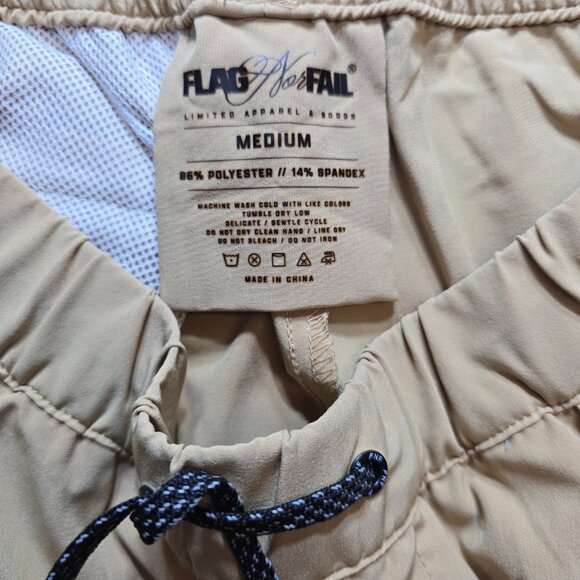 FLAG Nor FAIL®
LIMITED APPAREL & GOODS
MEDIUM
86% POLYESTER // 14% SPANDEX
MACHINE WASH COLD WITH LIKE COLORS
TUMBLE DRY LOW
DELICATE / GENTLE CYCLE
DO NOT DRY CLEAN HAND / LINE DRY
DO NOT BLEACH / DO NOT IRON
MADE IN CHINA